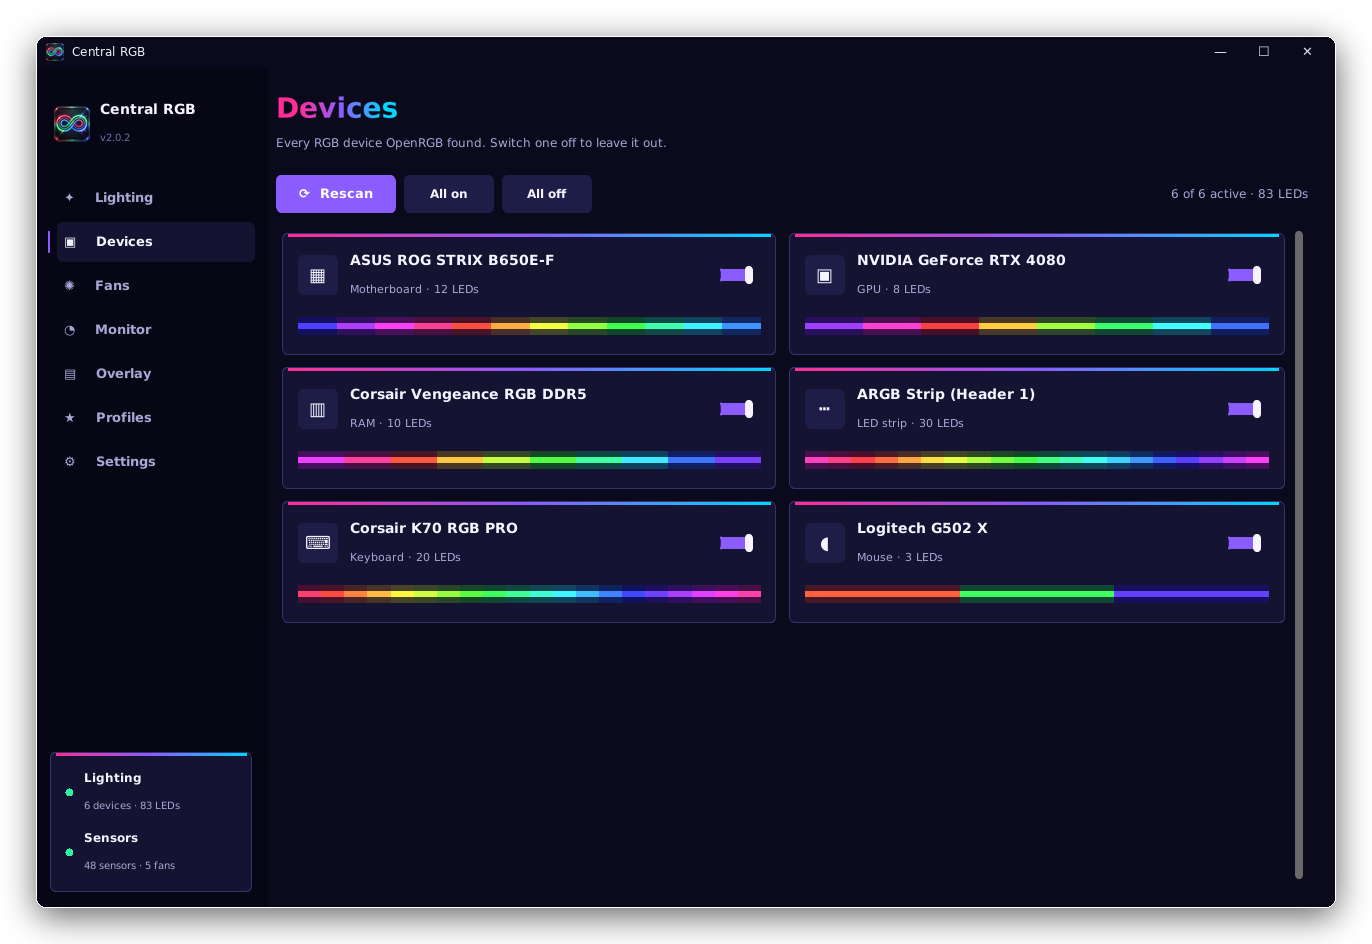 Central RGB
Central RGB
v2.0.2
Lighting
Devices
Fans
Monitor
Overlay
Profiles
Settings
Lighting
6 devices · 83 LEDs
Sensors
48 sensors · 5 fans
Devices
Every RGB device OpenRGB found. Switch one off to leave it out.
Rescan
All on
All off
6 of 6 active · 83 LEDs
ASUS ROG STRIX B650E-F
Motherboard · 12 LEDs
NVIDIA GeForce RTX 4080
GPU · 8 LEDs
Corsair Vengeance RGB DDR5
RAM · 10 LEDs
ARGB Strip (Header 1)
LED strip · 30 LEDs
Corsair K70 RGB PRO
Keyboard · 20 LEDs
Logitech G502 X
Mouse · 3 LEDs